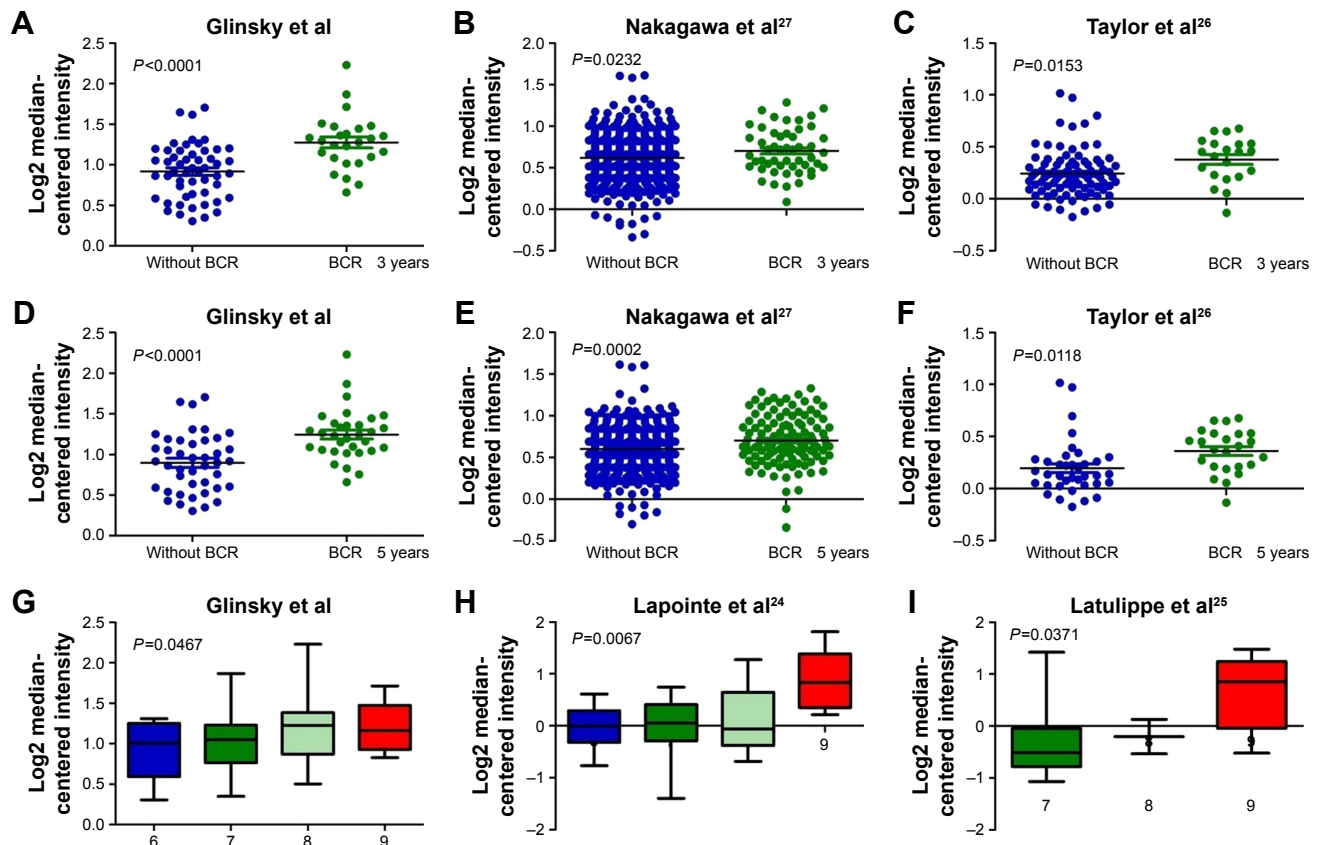 A
Glinsky et al
P<0.0001
Log2 median-
centered intensity
2.5
2.0
1.5
1.0
0.5
0.0
Without BCR
BCR 3 years
B
Nakagawa et al27
P=0.0232
Log2 median-
centered intensity
2.0
1.5
1.0
0.5
0.0
–0.5
Without BCR
BCR 3 years
C
Taylor et al26
P=0.0153
Log2 median-
centered intensity
1.5
1.0
0.5
0.0
–0.5
Without BCR
BCR 3 years
D
Glinsky et al
P<0.0001
Log2 median-
centered intensity
2.5
2.0
1.5
1.0
0.5
0.0
Without BCR
BCR 5 years
E
Nakagawa et al27
P=0.0002
Log2 median-
centered intensity
2.0
1.5
1.0
0.5
0.0
–0.5
Without BCR
BCR 5 years
F
Taylor et al26
P=0.0118
Log2 median-
centered intensity
1.5
1.0
0.5
0.0
–0.5
Without BCR
BCR 5 years
G
Glinsky et al
P=0.0467
Log2 median-
centered intensity
2.5
2.0
1.5
1.0
0.5
0.0
6 7 8 9
H
Lapointe et al24
P=0.0067
Log2 median-
centered intensity
2
1
0
–1
–2
9
I
Latulippe et al25
P=0.0371
Log2 median-
centered intensity
2
1
0
–1
–2
7 8 9